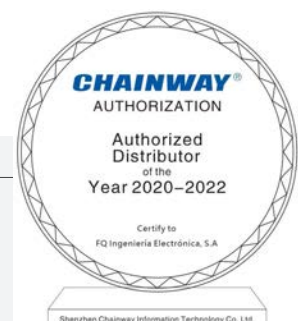 CHAINWAY®
AUTHORIZATION
Authorized
Distributor
of the
Year 2020–2022
Certify to
FQ Ingeniería Electrónica, S.A
Shenzhen Chainway Information Technology Co., Ltd.